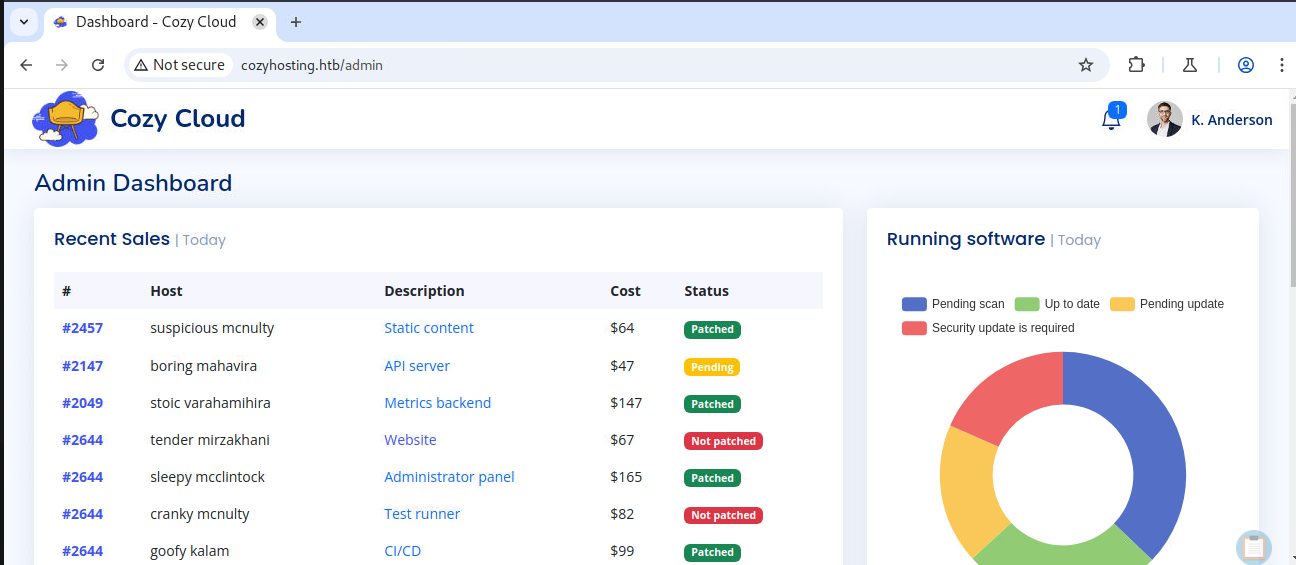 Dashboard - Cozy Cloud
Not secure cozyhosting.htb/admin
Cozy Cloud
1
K. Anderson
Admin Dashboard
Recent Sales | Today
# Host Description Cost Status
#2457 suspicious mcnulty Static content $64 Patched
#2147 boring mahavira API server $47 Pending
#2049 stoic varahamihira Metrics backend $147 Patched
#2644 tender mirzakhani Website $67 Not patched
#2644 sleepy mcclintock Administrator panel $165 Patched
#2644 cranky mcnulty Test runner $82 Not patched
#2644 goofy kalam CI/CD $99 Patched
Running software | Today
Pending scan Up to date Pending update
Security update is required